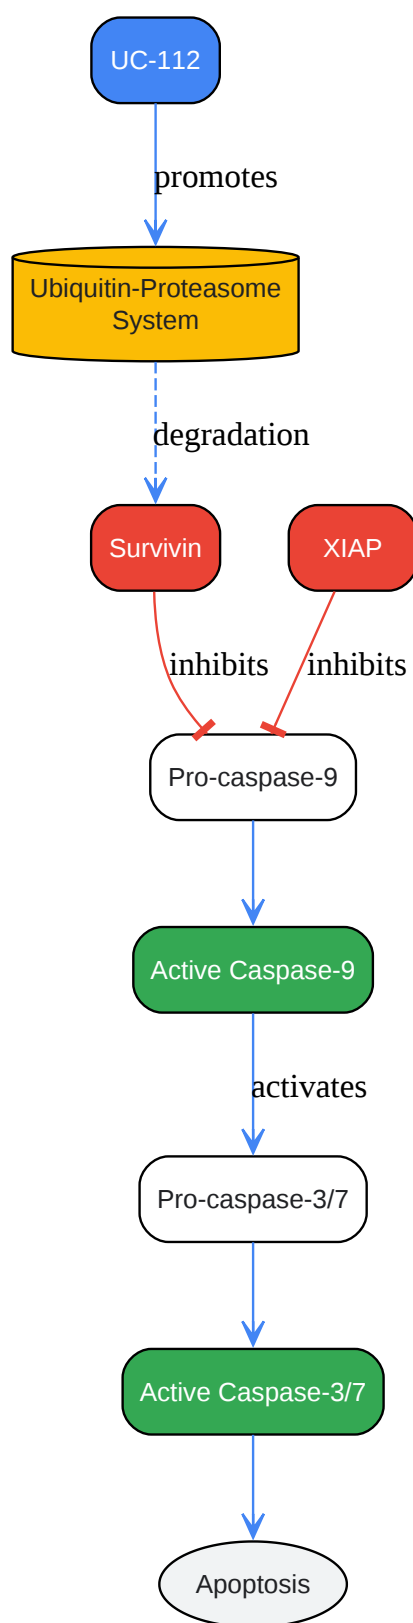 UC-112
promotes
Ubiquitin-Proteasome
System
degradation
Survivin
XIAP
inhibits
inhibits
Pro-caspase-9
Active Caspase-9
activates
Pro-caspase-3/7
Active Caspase-3/7
Apoptosis